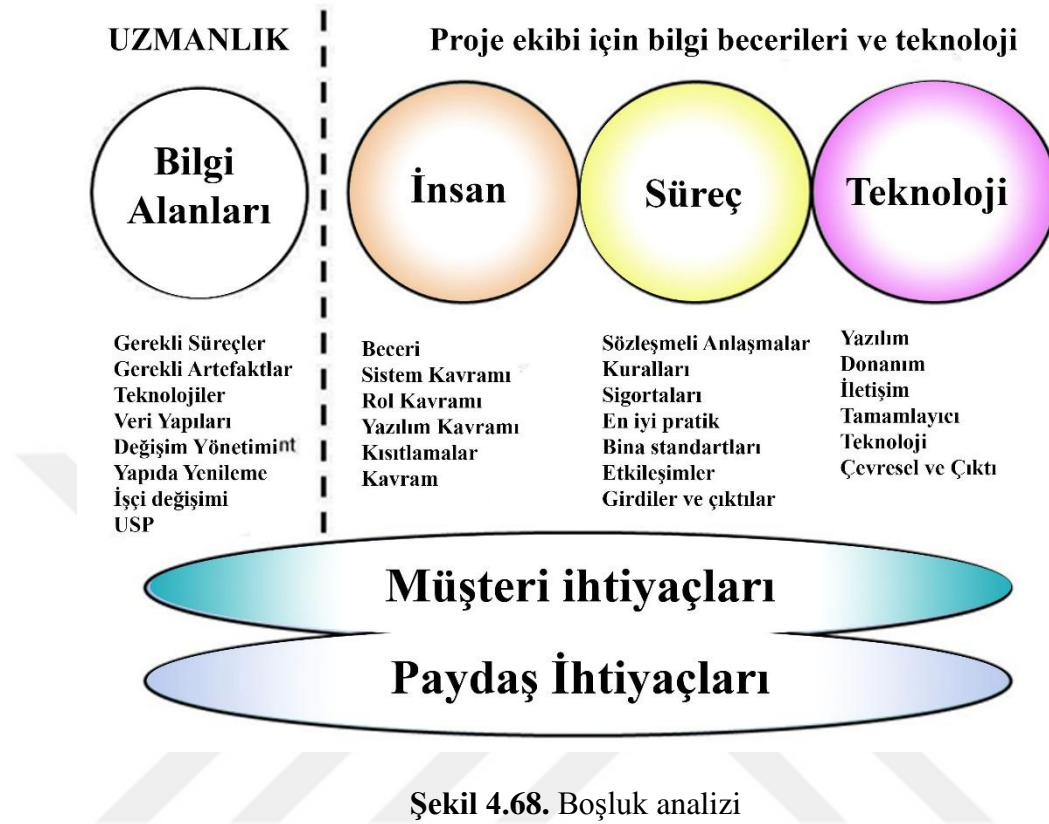 UZMANLIK
Proje ekibi için bilgi becerileri ve teknoloji
Bilgi
Alanları
İnsan
Süreç
Teknoloji
Gerekli Süreçler
Gerekli Artefaktlar
Teknolojiler
Veri Yapıları
Değişim Yönetimint
Yapıda Yenileme
İşçi değişimi
USP
Beceri
Sistem Kavramı
Rol Kavramı
Yazılım Kavramı
Kısıtlamalar
Kavram
Sözleşmeli Anlaşmalar
Kuralları
Sigortaları
En iyi pratik
Bina standartları
Etkileşimler
Girdiler ve çıktılar
Yazılım
Donanım
İletişim
Tamamlayıcı
Teknoloji
Çevresel ve Çıktı
Müşteri ihtiyaçları
Paydaş İhtiyaçları
Şekil 4.68. Boşluk analizi